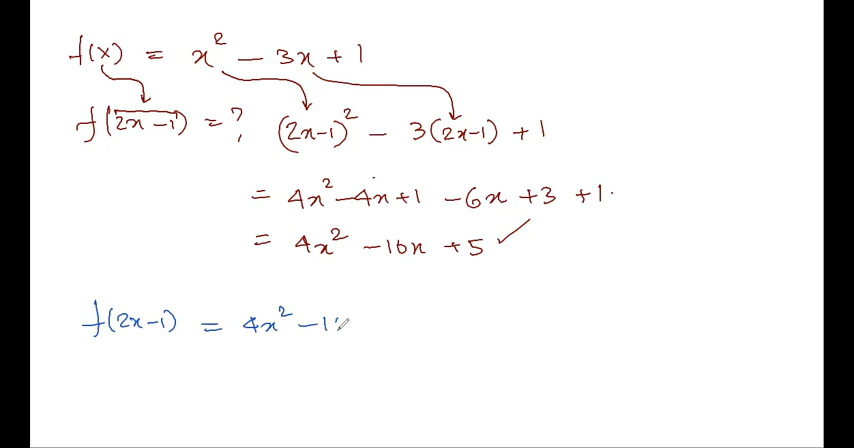 f(x) = x² - 3x + 1
f(2x-1) = ? (2x-1)² - 3(2x-1) + 1
= 4x² - 4x + 1 - 6x + 3 + 1.
= 4x² - 10x + 5 ✓
f(2x-1) = 4x² - 1